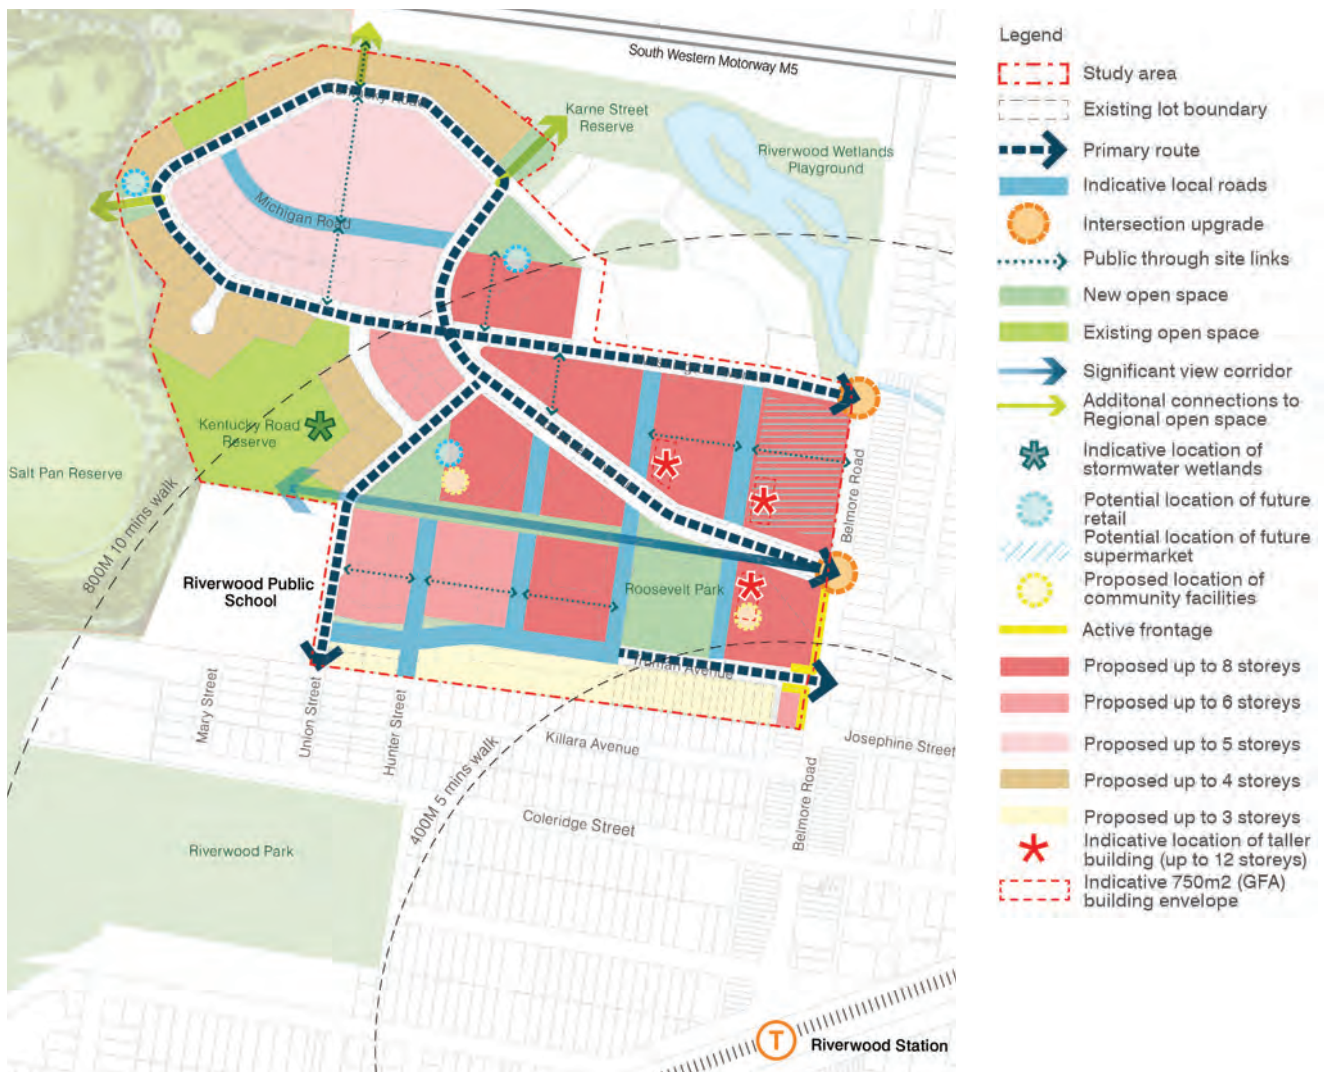 South Western Motorway M5
Karne Street
Reserve
Riverwood Wetlands
Playground
Road
Michigan Road
Kentucky Road
Reserve
Salt Pan Reserve
800M 10 mins walk
Belmore Road
Riverwood Public
School
Roosevelt Park
Truman Avenue
Mary Street
Union Street
Hunter Street
Killara Avenue
Josephine Street
400M 5 mins walk
Belmore Road
Coleridge Street
Riverwood Park
T
Riverwood Station
Legend
Study area
Existing lot boundary
Primary route
Indicative local roads
Intersection upgrade
Public through site links
New open space
Existing open space
Significant view corridor
Additonal connections to
Regional open space
Indicative location of
stormwater wetlands
Potential location of future
retail
Potential location of future
supermarket
Proposed location of
community facilities
Active frontage
Proposed up to 8 storeys
Proposed up to 6 storeys
Proposed up to 5 storeys
Proposed up to 4 storeys
Proposed up to 3 storeys
Indicative location of taller
building (up to 12 storeys)
Indicative 750m2 (GFA)
building envelope